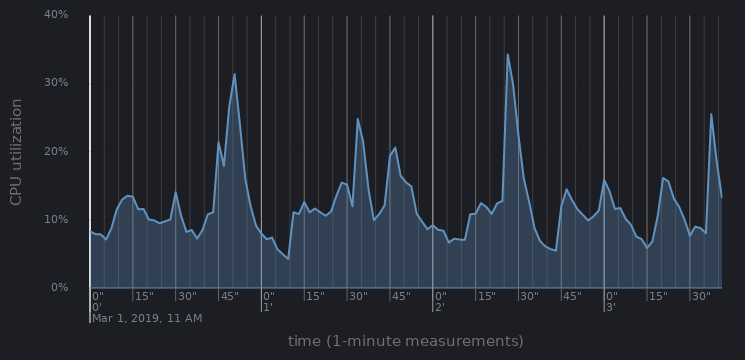 40%
30%
CPU utilization
20%
10%
0%
0" 15" 30" 45" 0" 15" 30" 45" 0" 15" 30" 45" 0" 15" 30"
0' 1' 2' 3'
Mar 1, 2019, 11 AM
time (1-minute measurements)